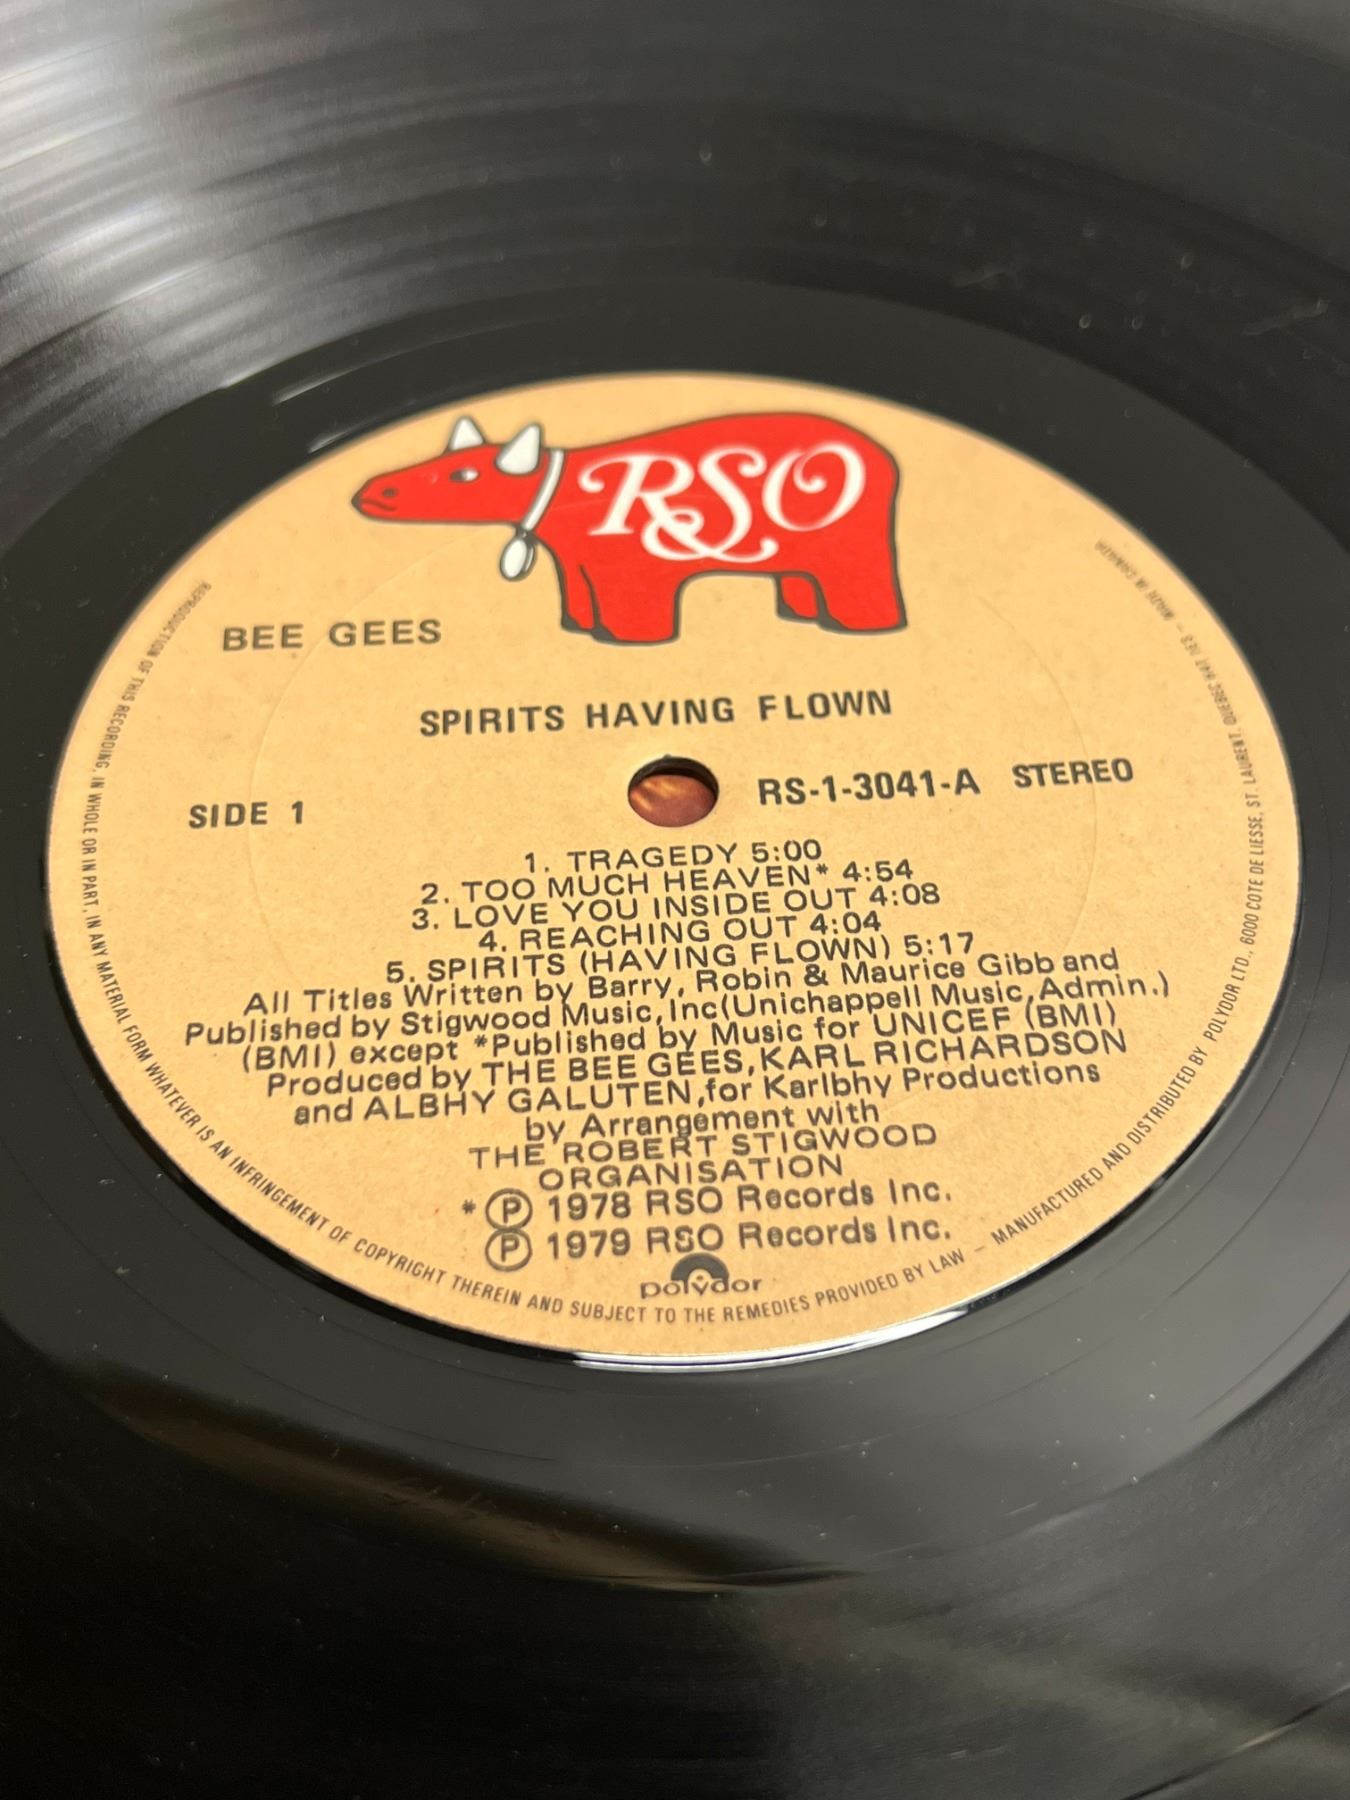 RSO
BEE GEES
SPIRITS HAVING FLOWN
SIDE 1
RS-1-3041-A STEREO
1. TRAGEDY 5:00
2. TOO MUCH HEAVEN* 4:54
3. LOVE YOU INSIDE OUT 4:08
4. REACHING OUT 4:04
5. SPIRITS (HAVING FLOWN) 5:17
All Titles Written by Barry, Robin & Maurice Gibb and
Published by Stigwood Music, Inc(Unichappell Music, Admin.)
(BMI) except *Published by Music for UNICEF (BMI)
Produced by THE BEE GEES, KARL RICHARDSON
and ALBHY GALUTEN, for Karlbhy Productions
by Arrangement with
THE ROBERT STIGWOOD
ORGANISATION
* Ⓟ 1978 RSO Records Inc.
Ⓟ 1979 RSO Records Inc.
polydor
REPRODUCTION OF THIS RECORDING, IN WHOLE OR IN PART, IN ANY MATERIAL FORM WHATEVER IS AN INFRINGEMENT OF COPYRIGHT THEREIN AND SUBJECT TO THE REMEDIES PROVIDED BY LAW — MANUFACTURED AND DISTRIBUTED BY POLYDOR LTD., 6000 COTE DE LIESSE, ST. LAURENT, QUEBEC H4T 1E3 — MADE IN CANADA